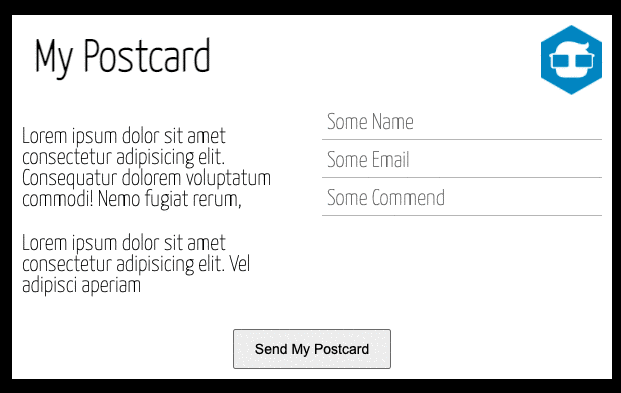 My Postcard
Lorem ipsum dolor sit amet
consectetur adipisicing elit.
Consequatur dolorem voluptatum
commodi! Nemo fugiat rerum,
Lorem ipsum dolor sit amet
consectetur adipisicing elit. Vel
adipisci aperiam
Some Name
Some Email
Some Commend
Send My Postcard